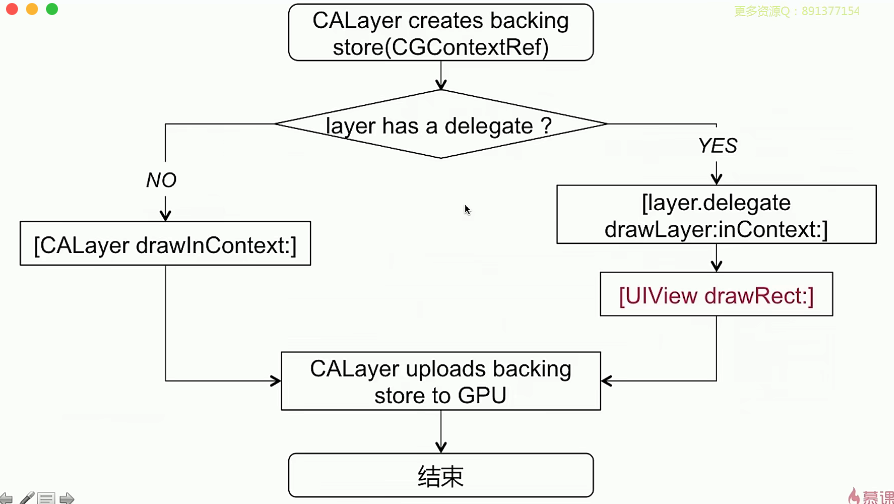 更多资源Q：891377154
CALayer creates backing
store(CGContextRef)
layer has a delegate ?
YES
NO
[layer.delegate
drawLayer:inContext:]
[CALayer drawInContext:]
[UIView drawRect:]
CALayer uploads backing
store to GPU
结束
慕课